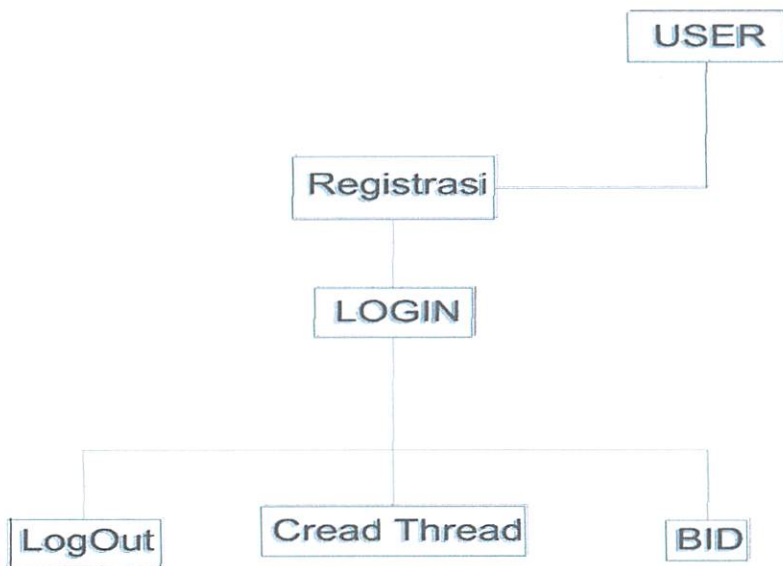 USER
Registrasi
LOGIN
LogOut
Cread Thread
BID